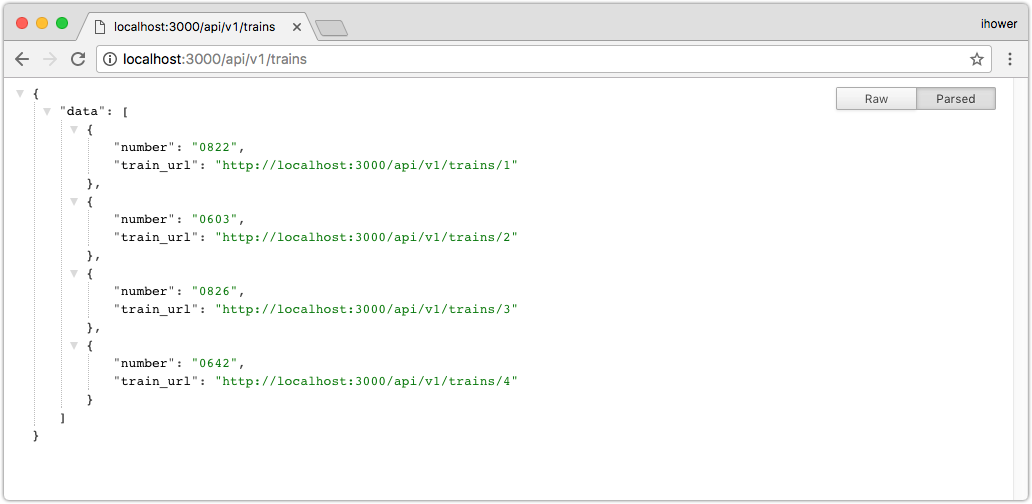 localhost:3000/api/v1/trains
ihower
localhost:3000/api/v1/trains
Raw Parsed
{
"data": [
{
"number": "0822",
"train_url": "http://localhost:3000/api/v1/trains/1"
},
{
"number": "0603",
"train_url": "http://localhost:3000/api/v1/trains/2"
},
{
"number": "0826",
"train_url": "http://localhost:3000/api/v1/trains/3"
},
{
"number": "0642",
"train_url": "http://localhost:3000/api/v1/trains/4"
}
]
}